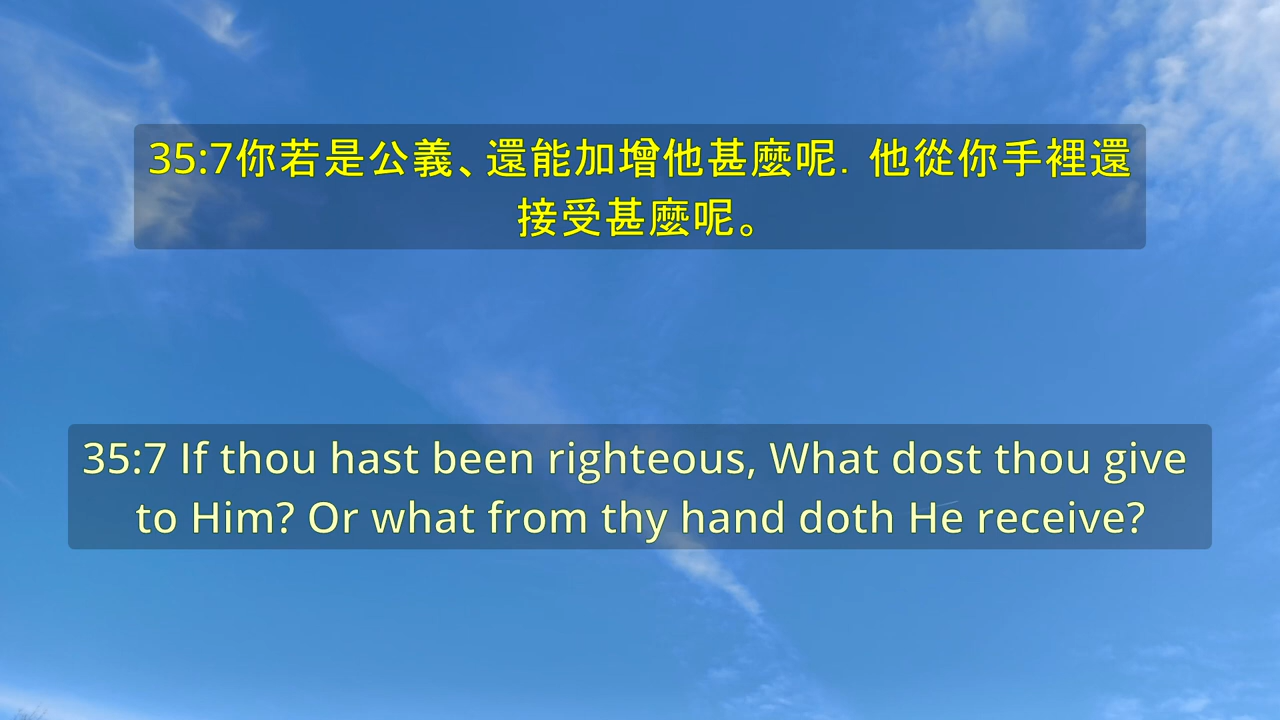 35:7你若是公義、還能加增他甚麼呢．他從你手裡還
接受甚麼呢。
35:7 If thou hast been righteous, What dost thou give
to Him? Or what from thy hand doth He receive?